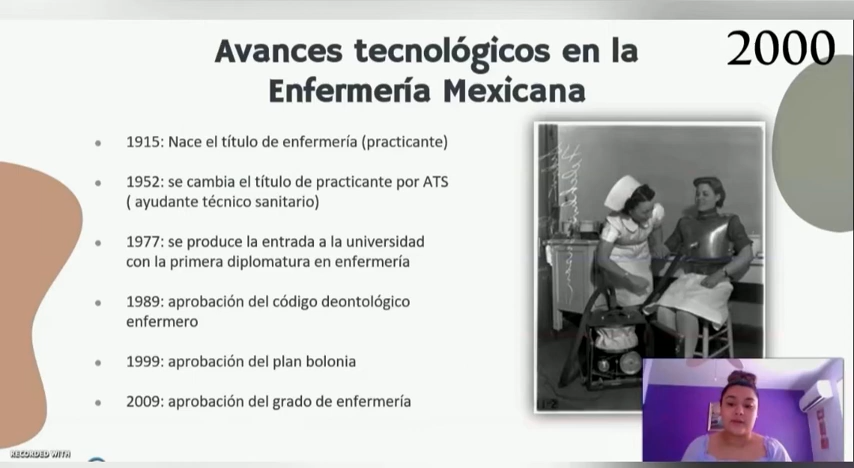 2000
Avances tecnológicos en la
Enfermería Mexicana
1915: Nace el título de enfermería (practicante)
1952: se cambia el título de practicante por ATS
( ayudante técnico sanitario)
1977: se produce la entrada a la universidad
con la primera diplomatura en enfermería
1989: aprobación del código deontológico
enfermero
1999: aprobación del plan bolonia
2009: aprobación del grado de enfermería
RECORDED WITH